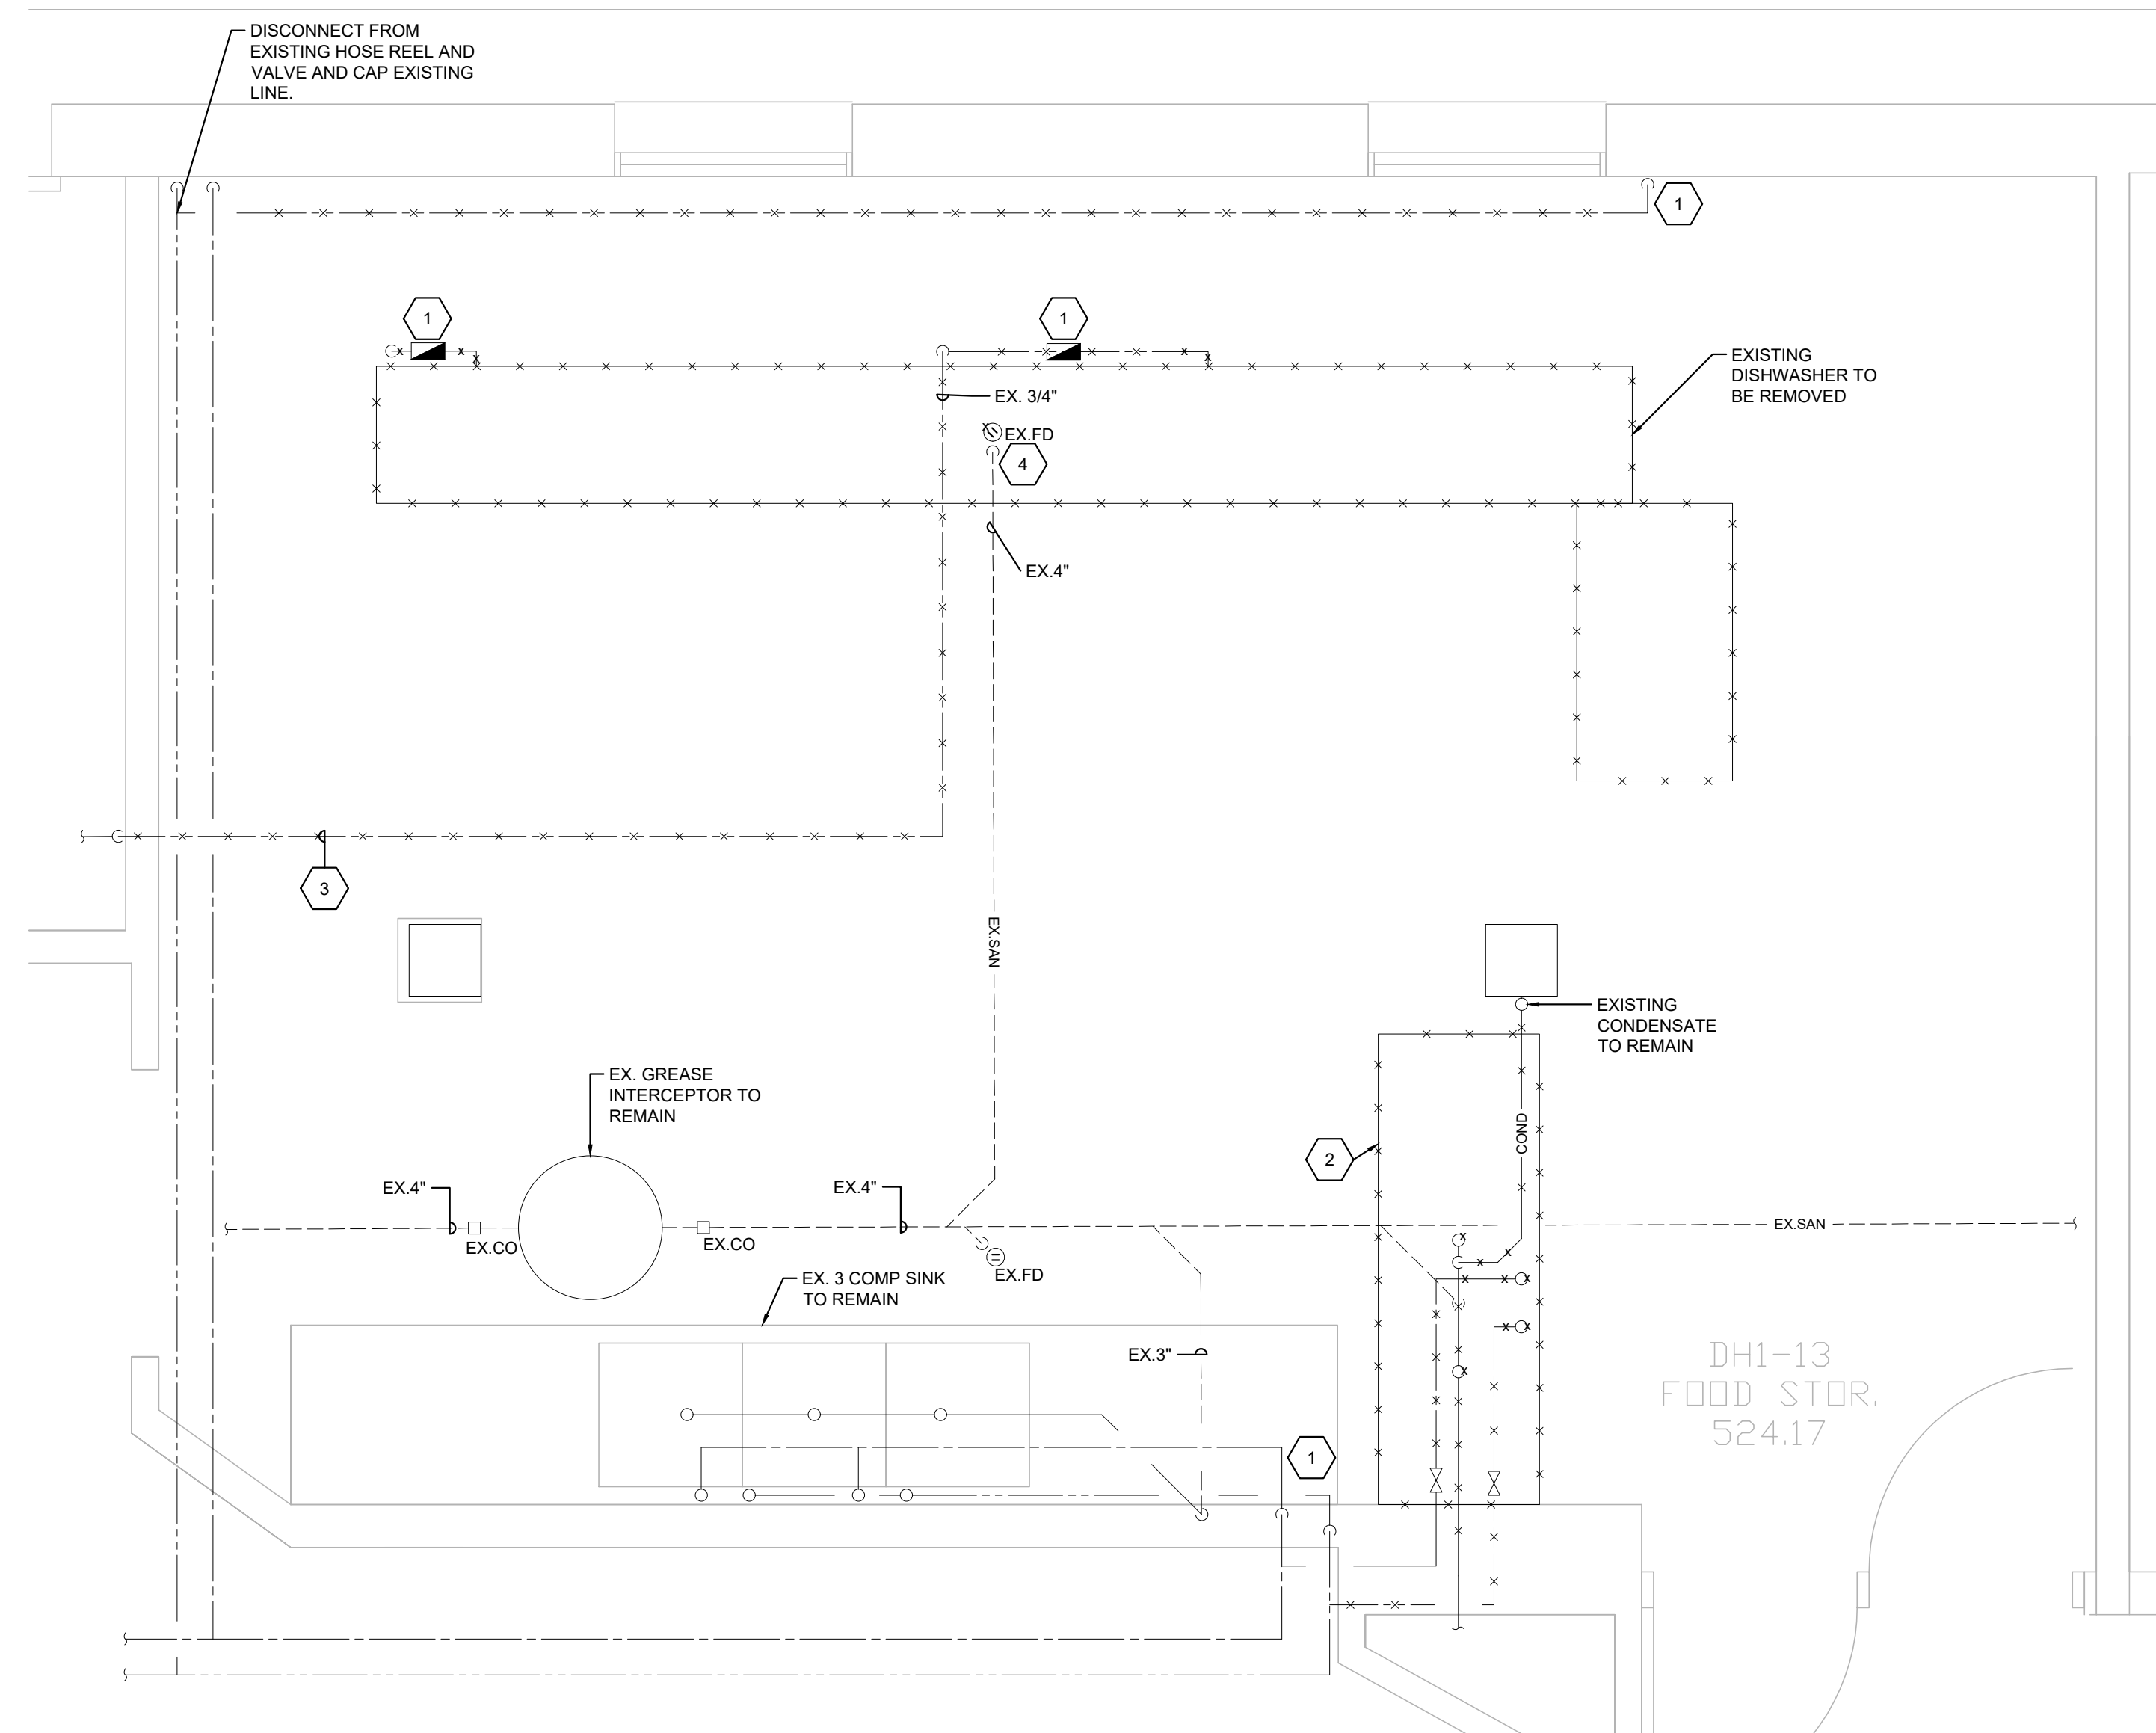 DISCONNECT FROM
EXISTING HOSE REEL AND
VALVE AND CAP EXISTING
LINE.
1
1
1
EXISTING
DISHWASHER TO
BE REMOVED
EX. 3/4"
EX.FD
4
EX.4"
3
EX.SAN
EXISTING
CONDENSATE
TO REMAIN
EX. GREASE
INTERCEPTOR TO
REMAIN
COND
2
EX.4"
EX.4"
EX.SAN
EX.CO
EX.CO
EX.FD
EX. 3 COMP SINK
TO REMAIN
EX.3"
DH1-13
FOOD STOR.
524.17
1